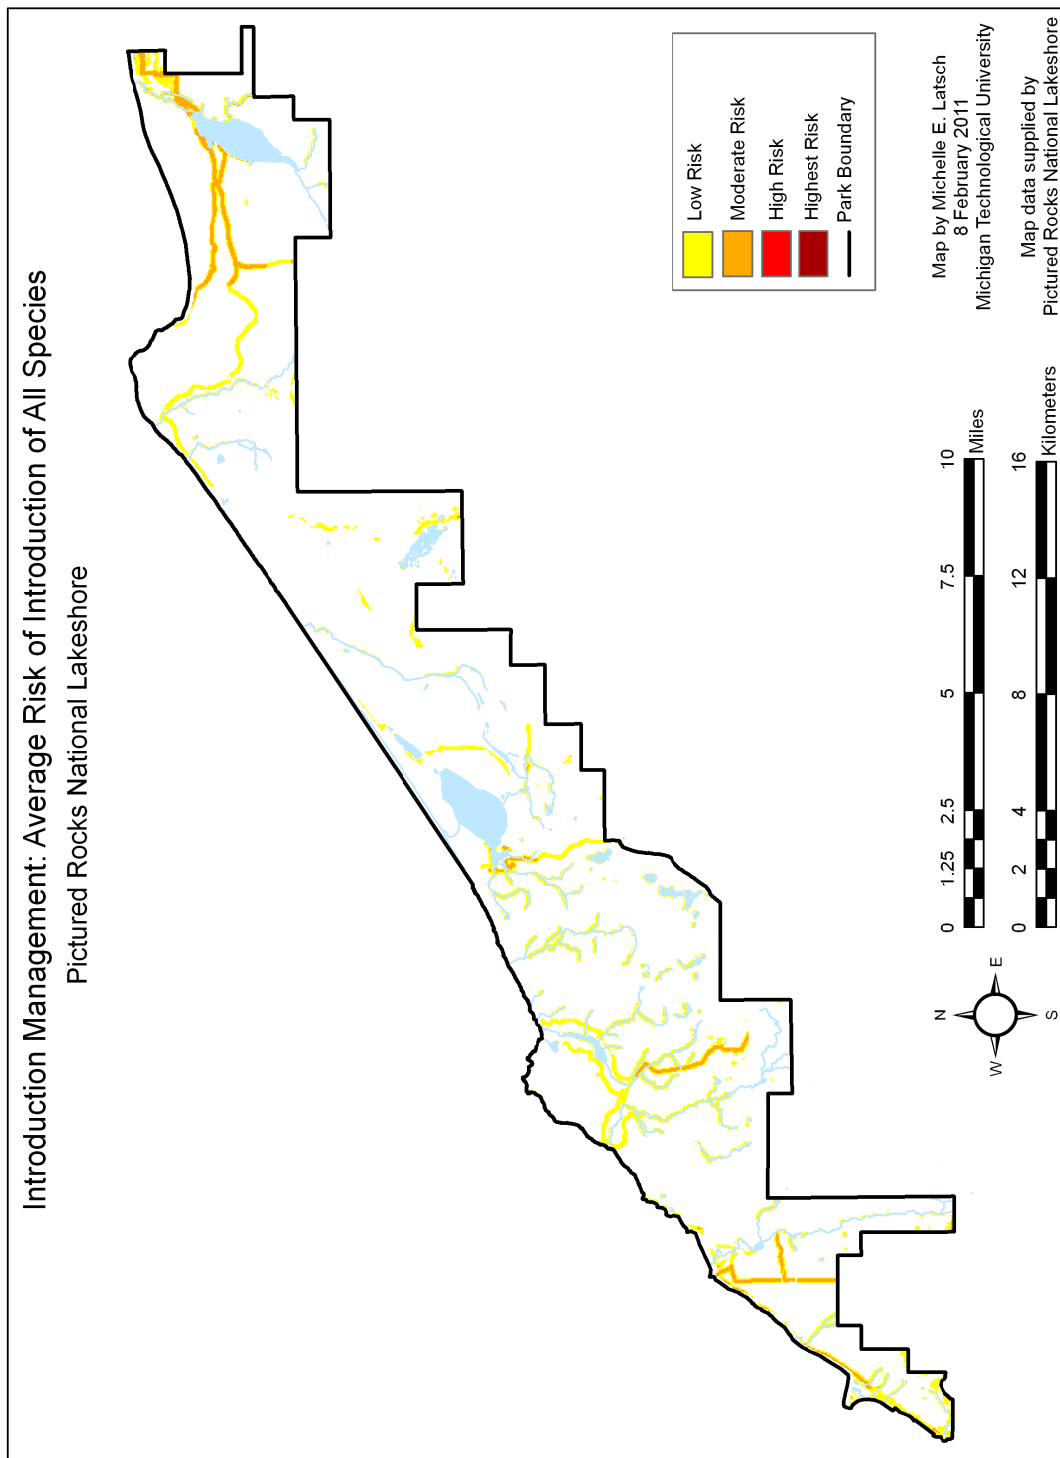 Introduction Management: Average Risk of Introduction of All Species
Pictured Rocks National Lakeshore
Low Risk
Moderate Risk
High Risk
Highest Risk
Park Boundary
Map by Michelle E. Latsch
8 February 2011
Michigan Technological University
Map data supplied by
Pictured Rocks National Lakeshore
N
W
E
S
0 1.25 2.5 5 7.5 10
Miles
0 2 4 8 12 16
Kilometers